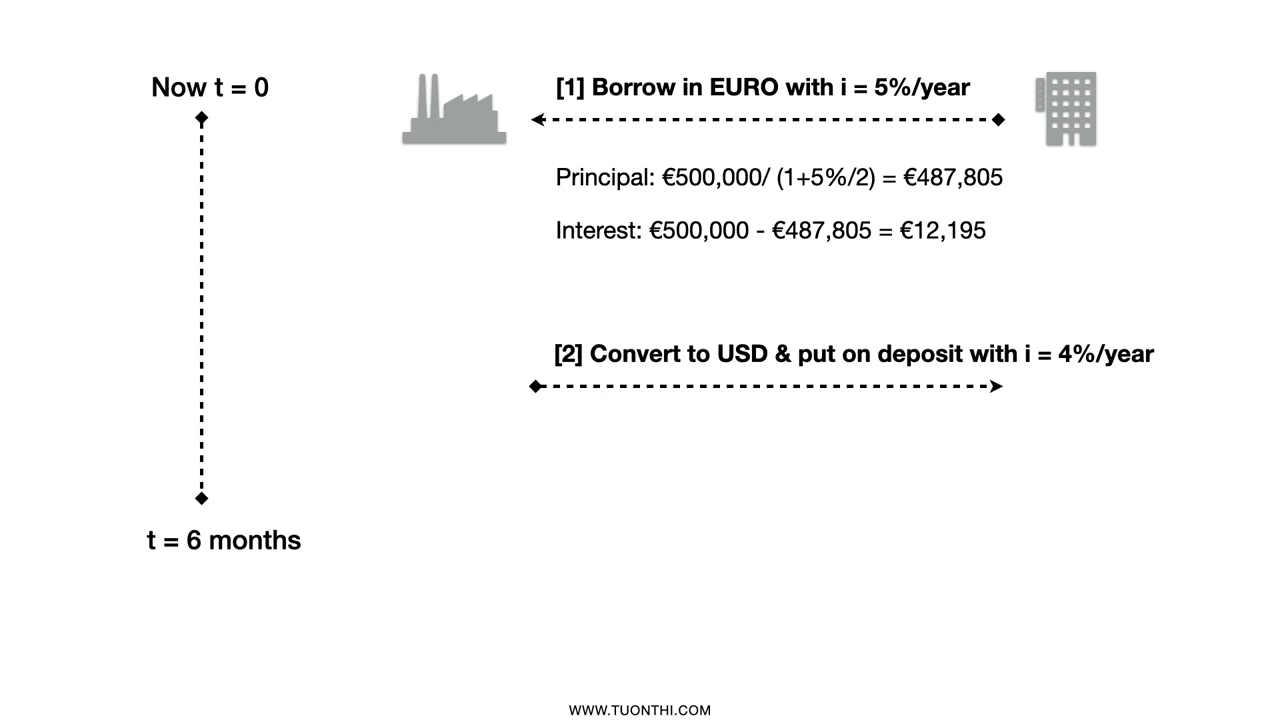 Now t = 0
[1] Borrow in EURO with i = 5%/year
Principal: €500,000/ (1+5%/2) = €487,805
Interest: €500,000 - €487,805 = €12,195
[2] Convert to USD & put on deposit with i = 4%/year
t = 6 months
WWW.TUONTHI.COM